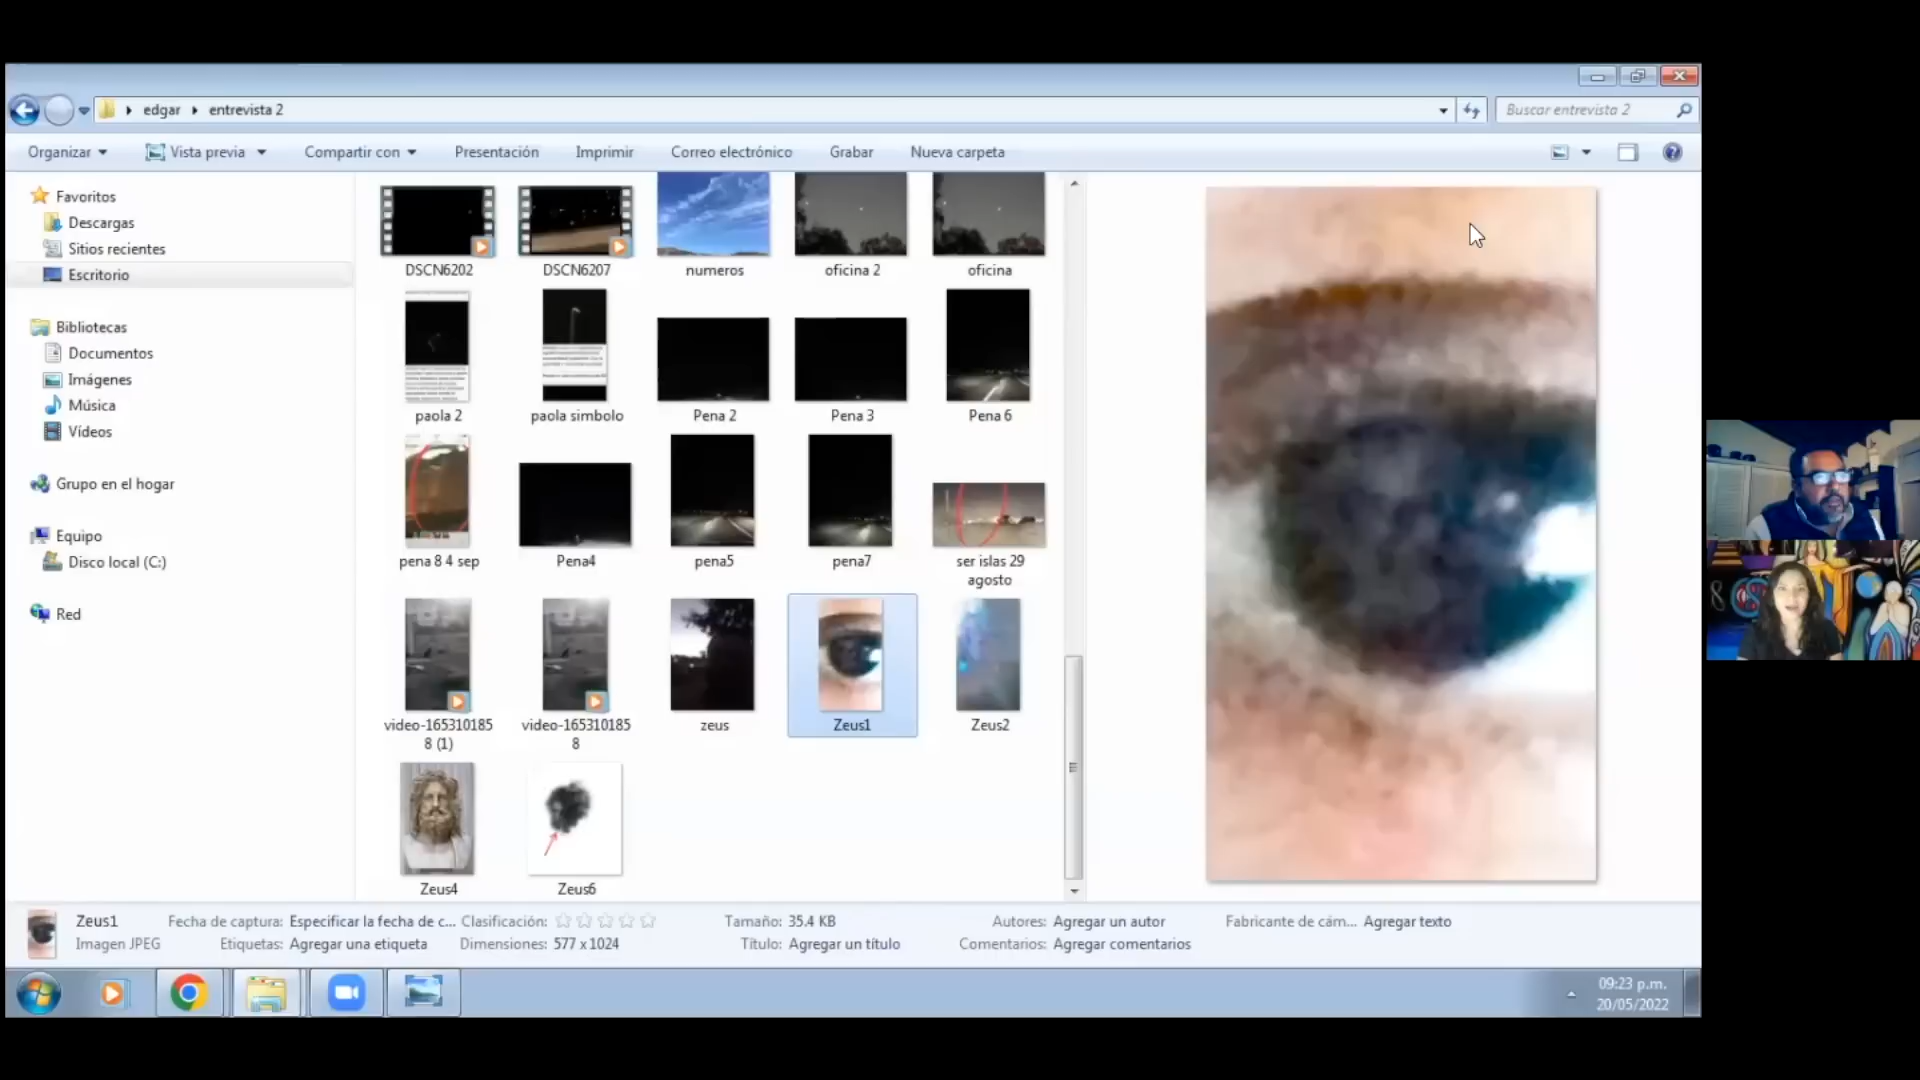 edgar entrevista 2
Buscar entrevista 2
Organizar Vista previa Compartir con Presentación Imprimir Correo electrónico Grabar Nueva carpeta
Favoritos
Descargas
Sitios recientes
Escritorio
Bibliotecas
Documentos
Imágenes
Música
Vídeos
Grupo en el hogar
Equipo
Disco local (C:)
Red
DSCN6202 DSCN6207 numeros oficina 2 oficina
paola 2 paola simbolo Pena 2 Pena 3 Pena 6
pena 8 4 sep Pena4 pena5 pena7 ser islas 29
agosto
video-165310185 video-165310185 zeus Zeus1 Zeus2
8 (1) 8
Zeus4 Zeus6
Zeus1 Fecha de captura: Especificar la fecha de c... Clasificación: Tamaño: 35.4 KB Autores: Agregar un autor Fabricante de cám... Agregar texto
Imagen JPEG Etiquetas: Agregar una etiqueta Dimensiones: 577 x 1024 Título: Agregar un título Comentarios: Agregar comentarios
09:23 p.m.
20/05/2022